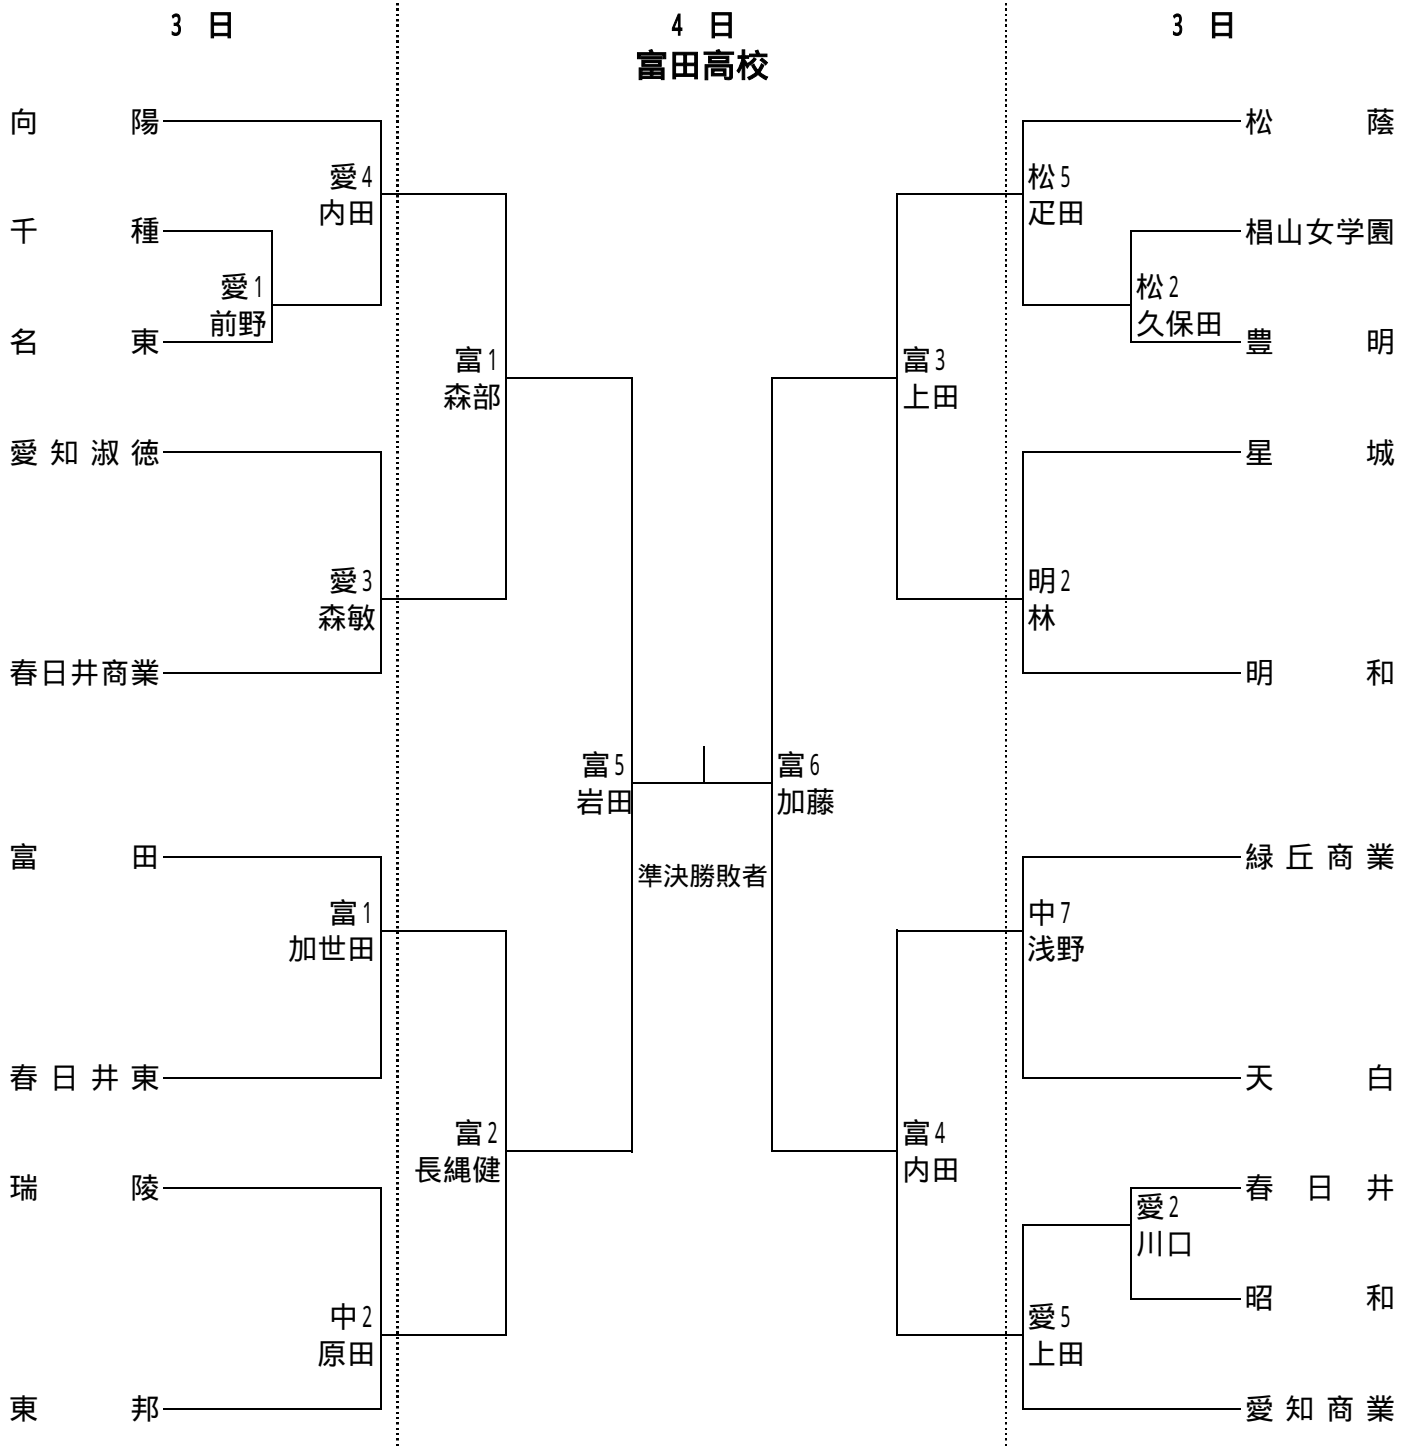 3 日
4 日
3 日
富田高校
向陽
愛4
内田
千種
愛1
前野
名東
富1
森部
愛知淑徳
愛3
森敏
春日井商業
富5
岩田
富田
富1
加世田
春日井東
富2
長縄健
瑞陵
中2
原田
東邦
準決勝敗者
松蔭
松5
疋田
椙山女学園
松2
久保田
豊明
富3
上田
星城
明2
林
明和
富6
加藤
緑丘商業
中7
浅野
天白
富4
内田
春日井
愛2
川口
昭和
愛5
上田
愛知商業